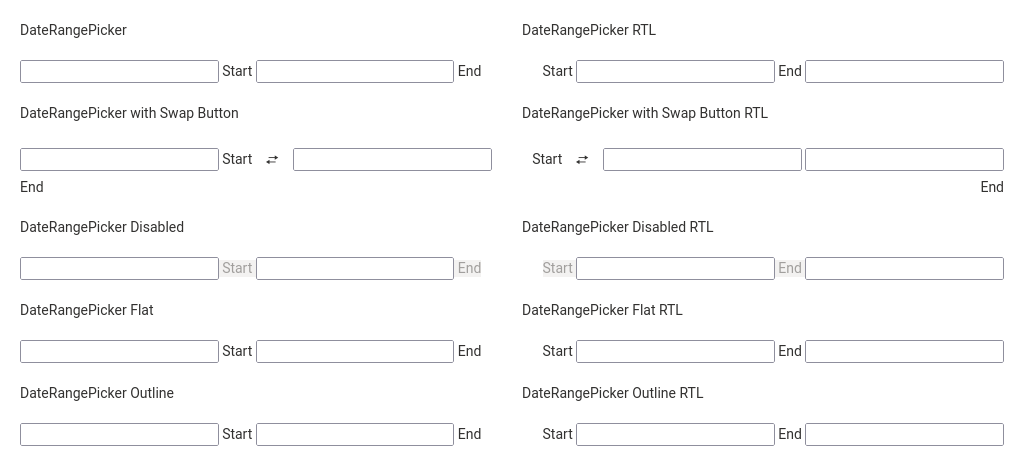 DateRangePicker
DateRangePicker RTL
Start End
Start End
DateRangePicker with Swap Button
DateRangePicker with Swap Button RTL
Start ⇄
Start ⇄
End
End
DateRangePicker Disabled
DateRangePicker Disabled RTL
Start End
Start End
DateRangePicker Flat
DateRangePicker Flat RTL
Start End
Start End
DateRangePicker Outline
DateRangePicker Outline RTL
Start End
Start End